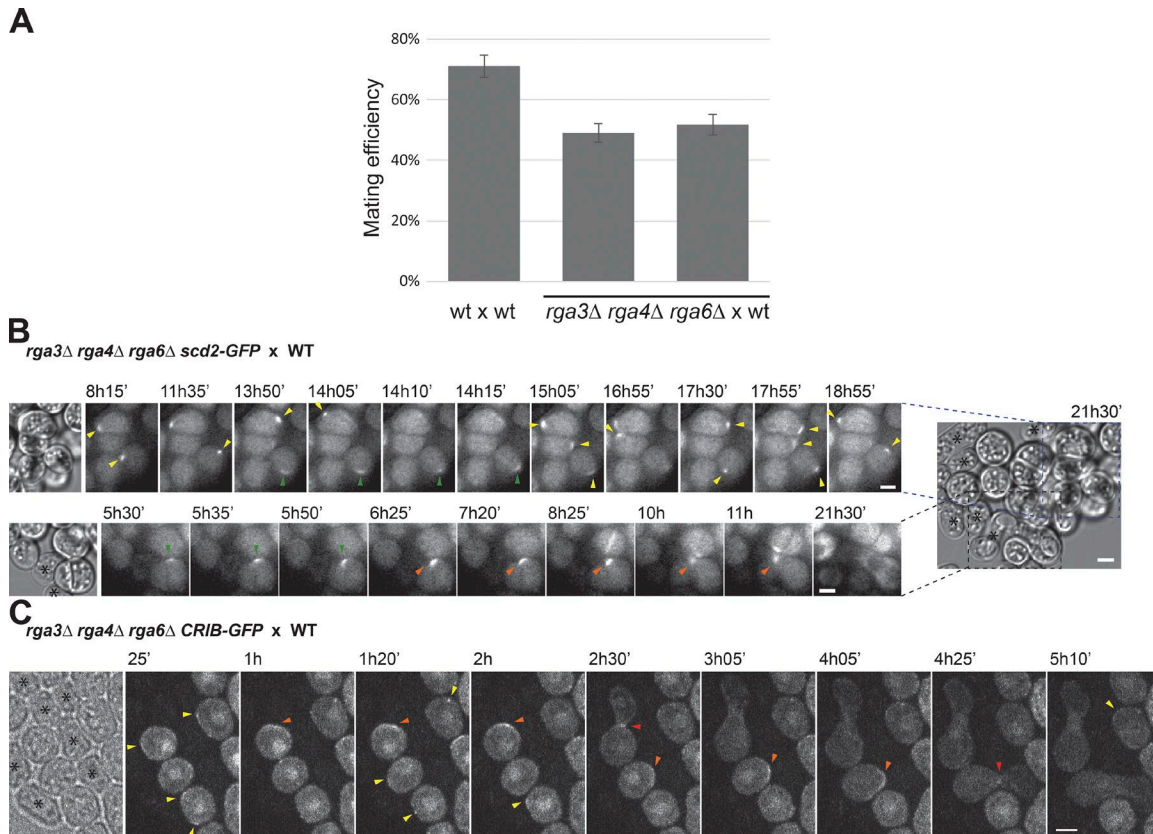 A
80%
60%
40%
20%
0%
Mating efficiency
wt x wt
rga3Δ rga4Δ rga6Δ x wt
B
rga3Δ rga4Δ rga6Δ scd2-GFP x WT
8h15’ 11h35’ 13h50’ 14h05’ 14h10’ 14h15’ 15h05’ 16h55’ 17h30’ 17h55’ 18h55’
21h30’
5h30’ 5h35’ 5h50’ 6h25’ 7h20’ 8h25’ 10h 11h 21h30’
C
rga3Δ rga4Δ rga6Δ CRIB-GFP x WT
25’ 1h 1h20’ 2h 2h30’ 3h05’ 4h05’ 4h25’ 5h10’